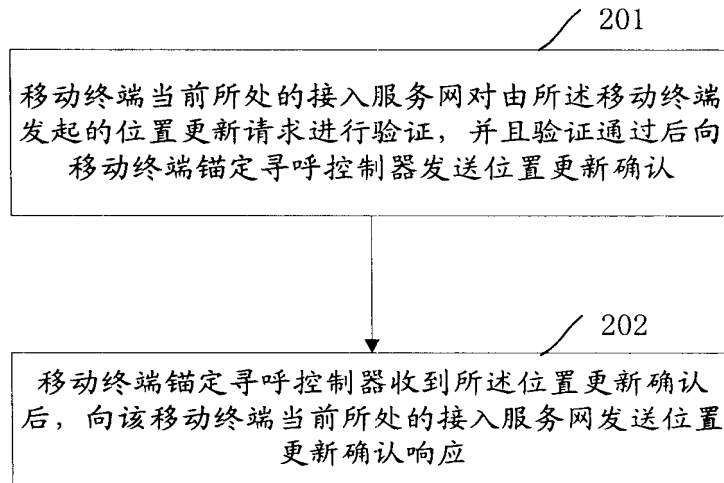 201
移动终端当前所处的接入服务网对由所述移动终端
发起的位置更新请求进行验证，并且验证通过后向
移动终端锚定寻呼控制器发送位置更新确认
202
移动终端锚定寻呼控制器收到所述位置更新确认
后，向该移动终端当前所处的接入服务网发送位置
更新确认响应